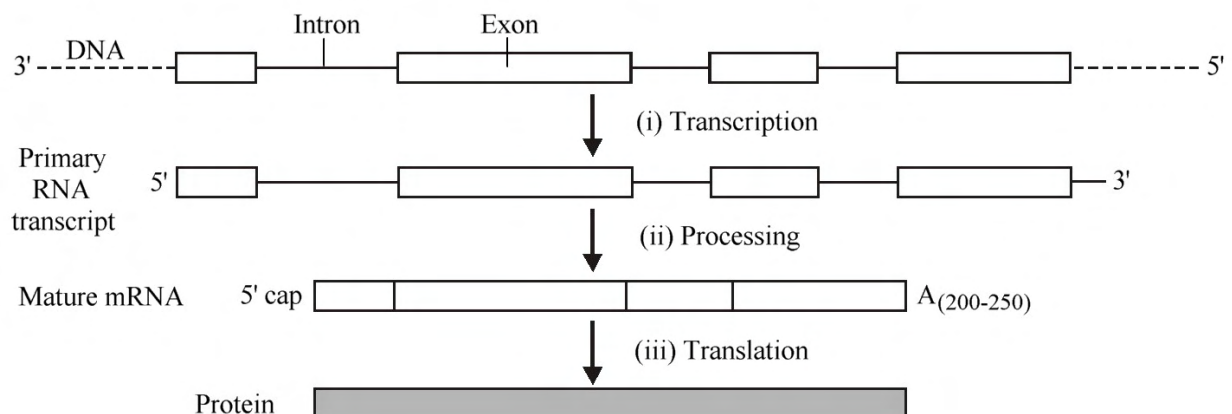 Intron Exon
3' DNA 5'
(i) Transcription
Primary
RNA
transcript
5' 3'
(ii) Processing
Mature mRNA 5' cap A(200-250)
(iii) Translation
Protein